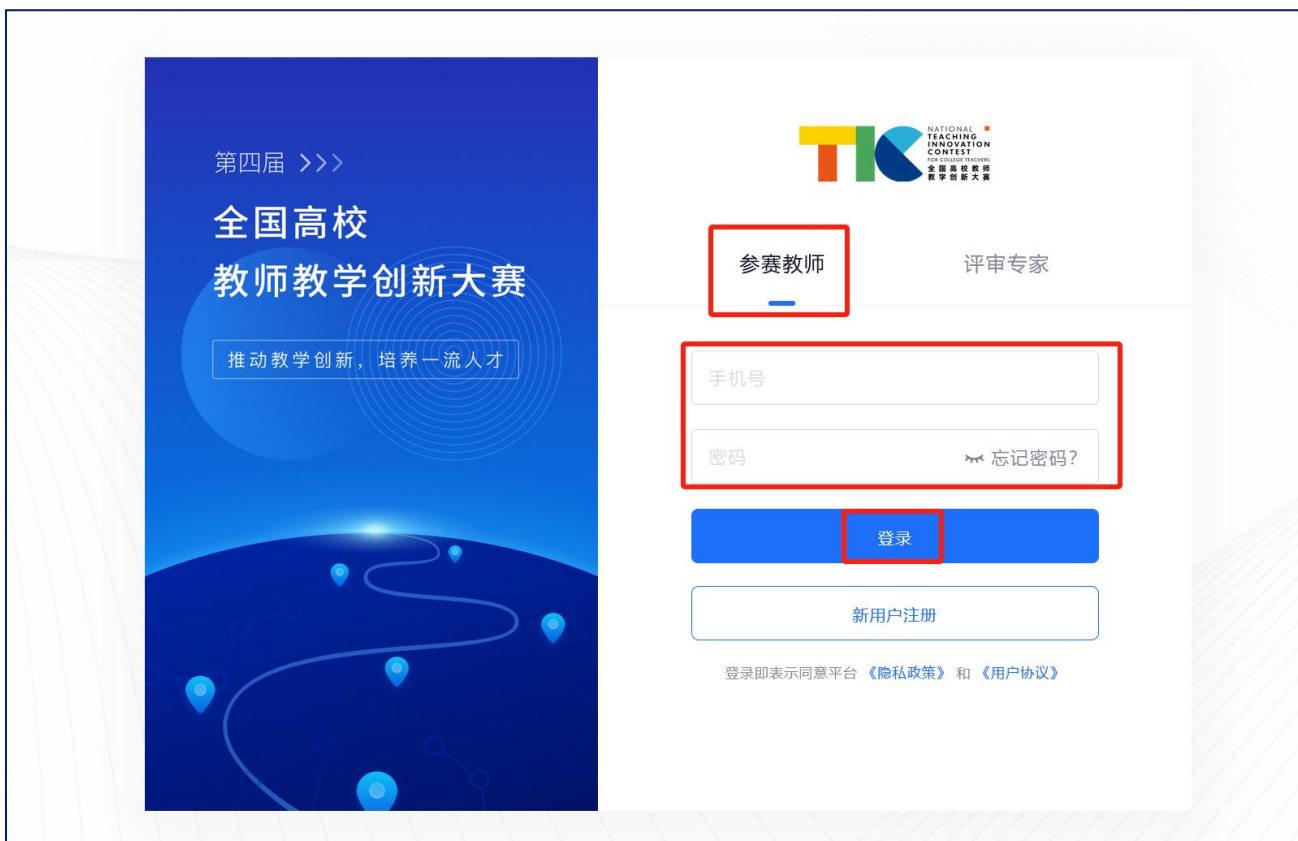 第四届 >>>
全国高校
教师教学创新大赛
推动教学创新，培养一流人才
TIC
NATIONAL
TEACHING
INNOVATION
CONTEST
FOR COLLEGE TEACHERS
全国高校教师
教学创新大赛
参赛教师 评审专家
手机号
密码 忘记密码?
登录
新用户注册
登录即表示同意平台 《隐私政策》 和 《用户协议》